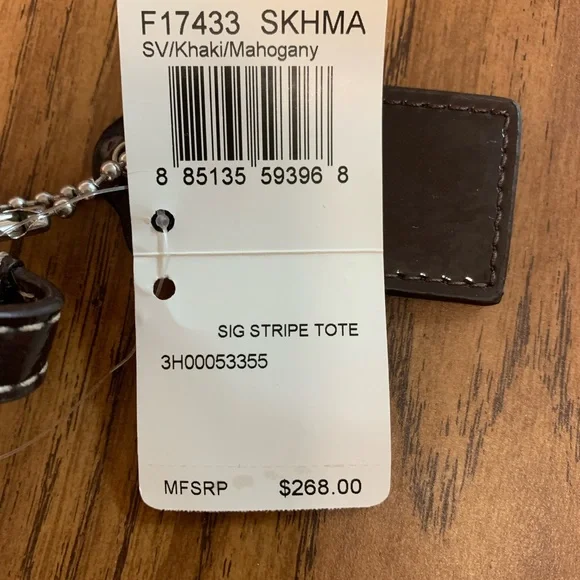 F17433 SKHMA
SV/Khaki/Mahogany
8 85135 59396 8
SIG STRIPE TOTE
3H00053355
MFSRP $268.00